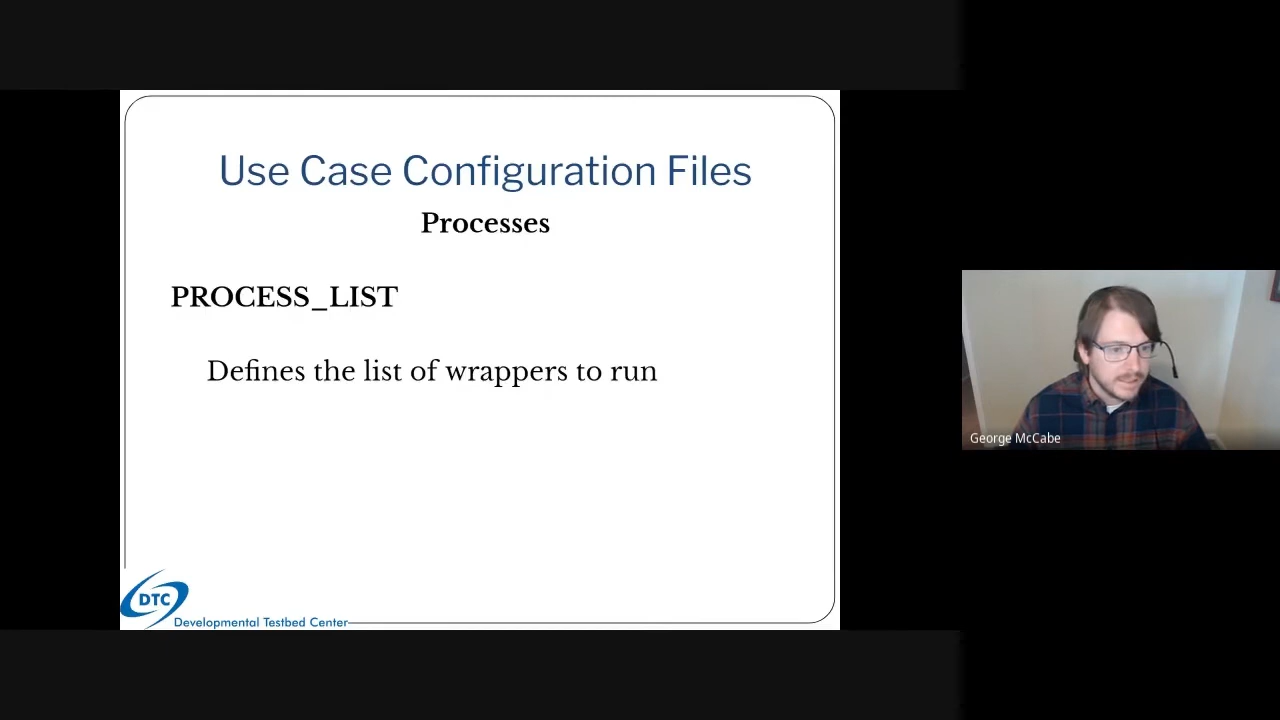 Use Case Configuration Files
Processes
PROCESS_LIST
Defines the list of wrappers to run
DTC
Developmental Testbed Center
George McCabe